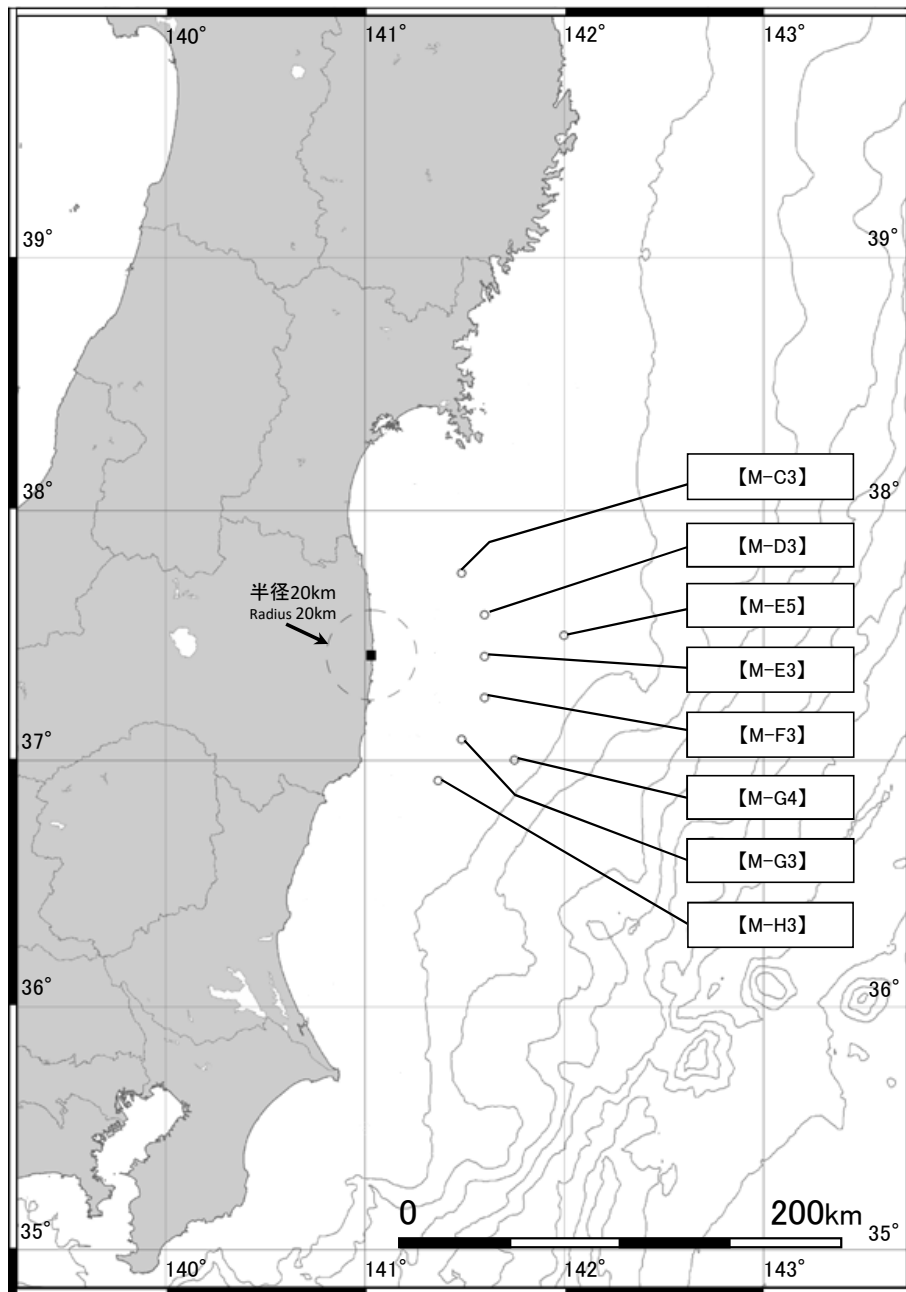 140°
141°
142°
143°
39°
39°
38°
38°
【M-C3】
【M-D3】
【M-E5】
【M-E3】
【M-F3】
【M-G4】
【M-G3】
【M-H3】
半径20km
Radius 20km
37°
37°
36°
36°
0
200km
35°
35°
140°
141°
142°
143°